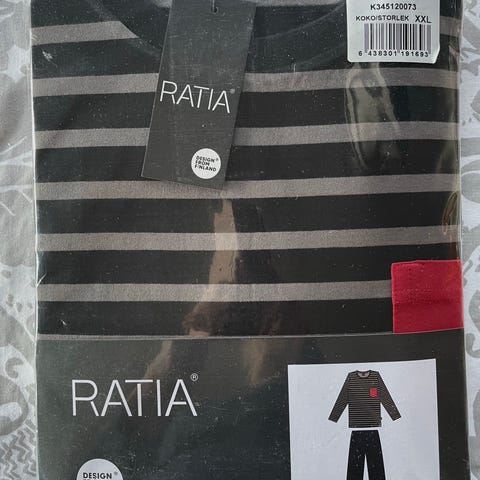 K345120073
KOKO/STORLEK XXL
6 438301 191693
RATIA®
DESIGN®
FROM
FINLAND
RATIA®
DESIGN®